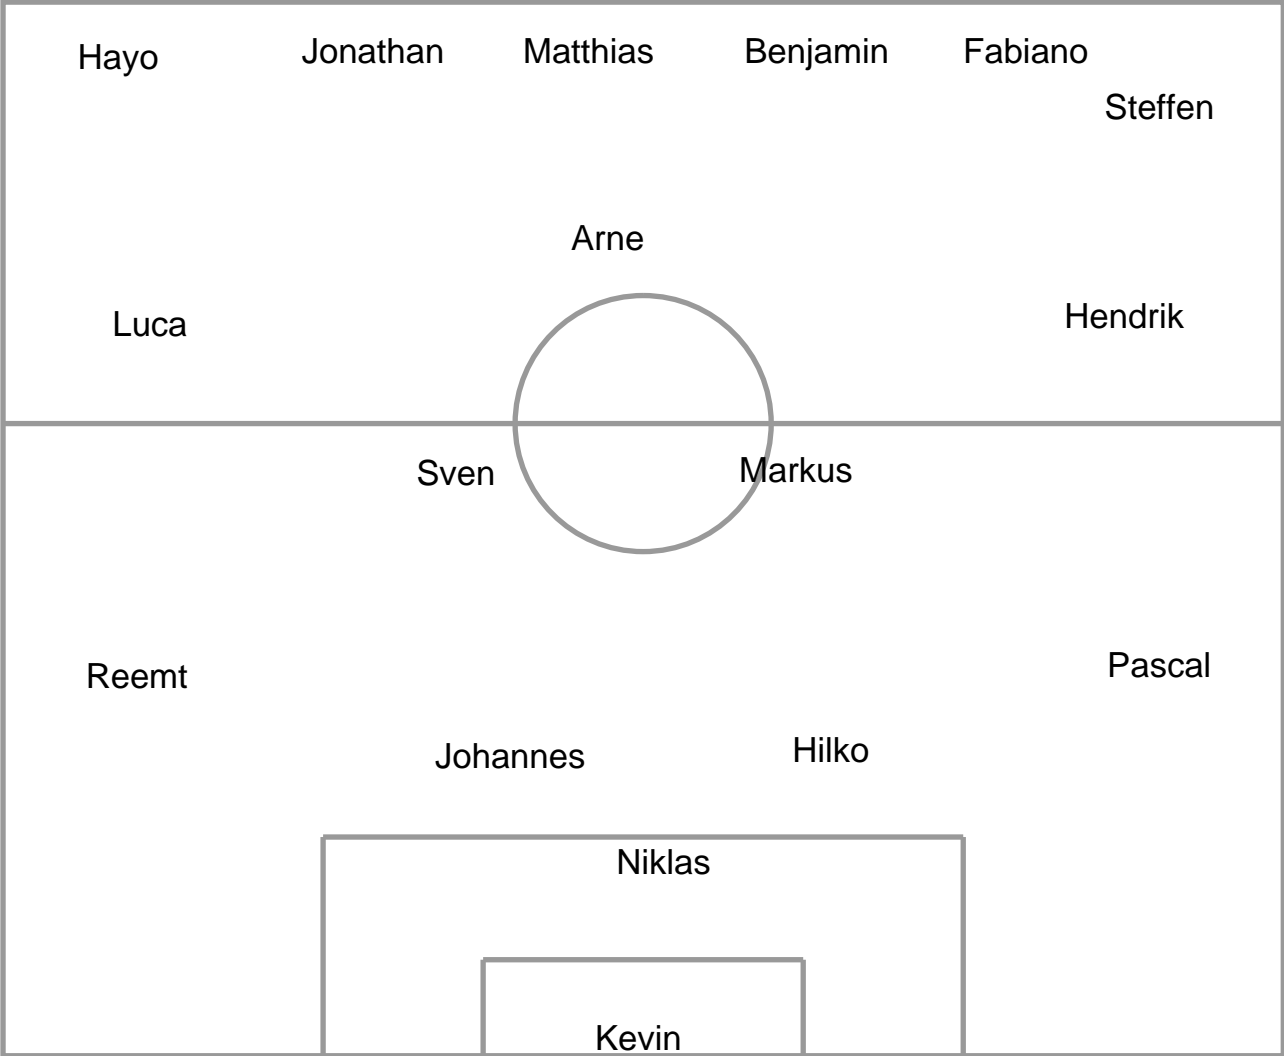 Hayo
Jonathan
Matthias
Benjamin
Fabiano
Steffen
Arne
Luca
Hendrik
Sven
Markus
Reemt
Pascal
Johannes
Hilko
Niklas
Kevin